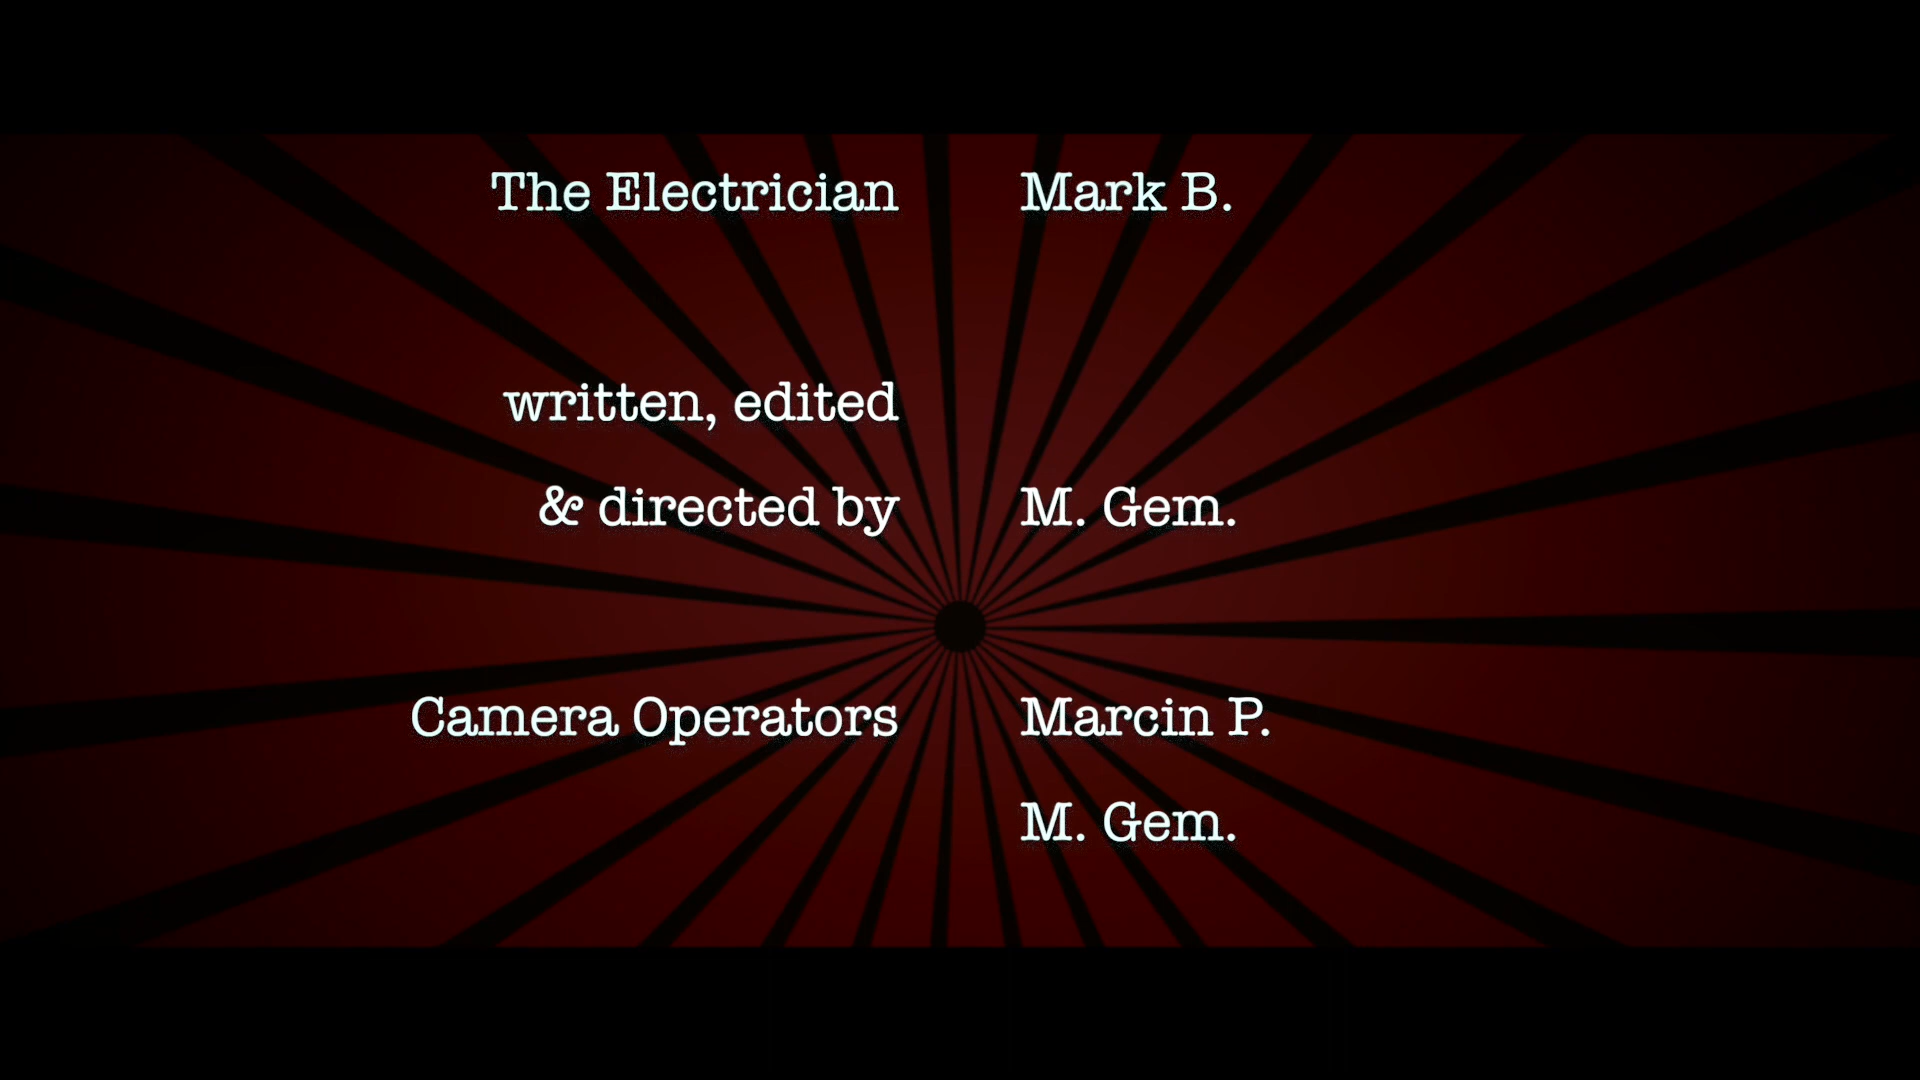 The Electrician Mark B.
written, edited
& directed by M. Gem.
Camera Operators Marcin P.
M. Gem.